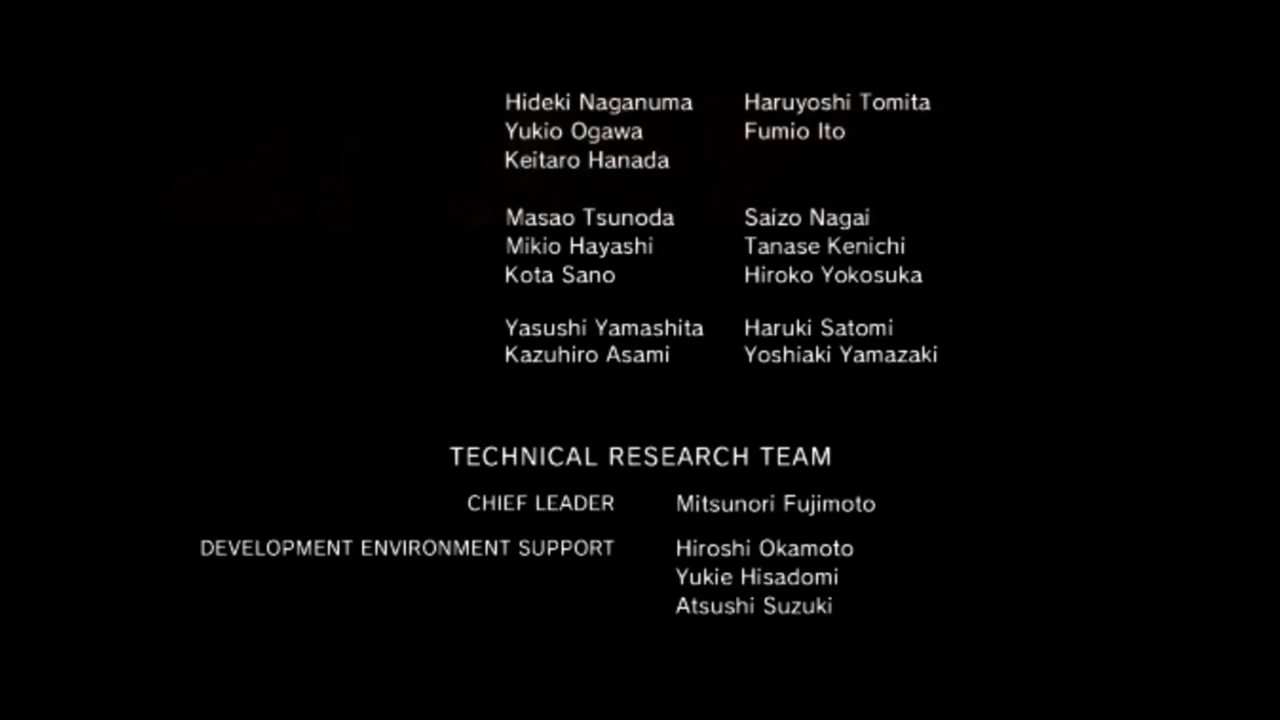 Hideki Naganuma Haruyoshi Tomita
Yukio Ogawa Fumio Ito
Keitaro Hanada
Masao Tsunoda Saizo Nagai
Mikio Hayashi Tanase Kenichi
Kota Sano Hiroko Yokosuka
Yasushi Yamashita Haruki Satomi
Kazuhiro Asami Yoshiaki Yamazaki
TECHNICAL RESEARCH TEAM
CHIEF LEADER Mitsunori Fujimoto
DEVELOPMENT ENVIRONMENT SUPPORT Hiroshi Okamoto
Yukie Hisadomi
Atsushi Suzuki